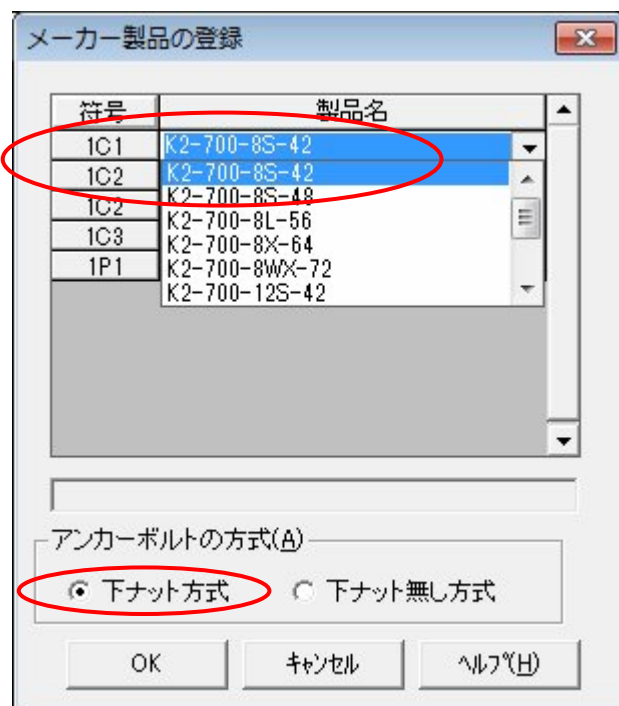 メーカー製品の登録
符号 製品名
1C1 K2-700-8S-42
1C2 K2-700-8S-42
1C2 K2-700-8S-48
K2-700-8L-56
1C3 K2-700-8X-64
1P1 K2-700-8WX-72
K2-700-12S-42
アンカーボルトの方式(A)
下ナット方式 下ナット無し方式
OK キャンセル ヘルプ(H)